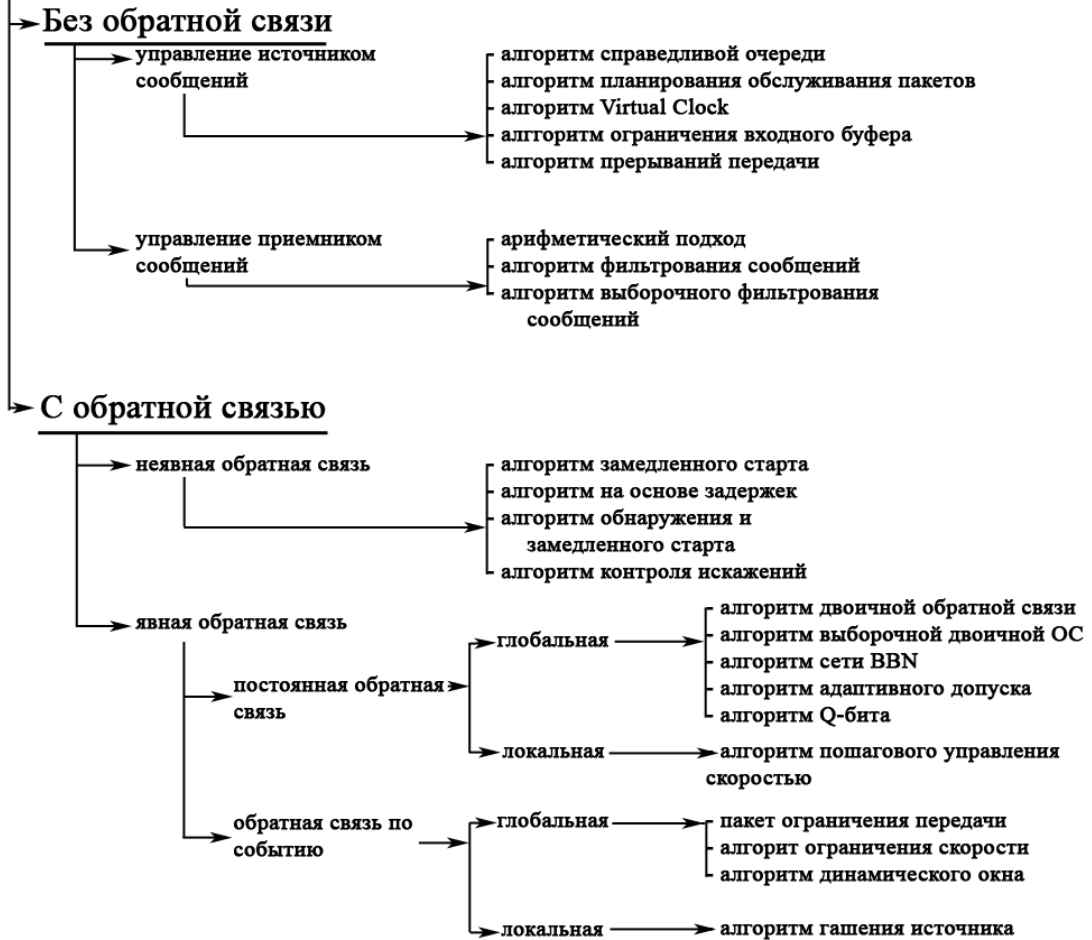 Без обратной связи
управление источником
сообщений
алгоритм справедливой очереди
алгоритм планирования обслуживания пакетов
алгоритм Virtual Clock
алггоритм ограничения входного буфера
алгоритм прерываний передачи
управление приемником
сообщений
арифметический подход
алгоритм фильтрования сообщений
алгоритм выборочного фильтрования
сообщений
С обратной связью
неявная обратная связь
алгоритм замедленного старта
алгоритм на основе задержек
алгоритм обнаружения и
замедленного старта
алгоритм контроля искажений
явная обратная связь
постоянная обратная
связь
глобальная
алгоритм двоичной обратной связи
алгоритм выборочной двоичной ОС
алгоритм сети BBN
алгоритм адаптивного допуска
алгоритм Q-бита
локальная
алгоритм пошагового управления
скоростью
обратная связь по
событию
глобальная
пакет ограничения передачи
алгорит ограничения скорости
алгоритм динамического окна
локальная
алгоритм гашения источника